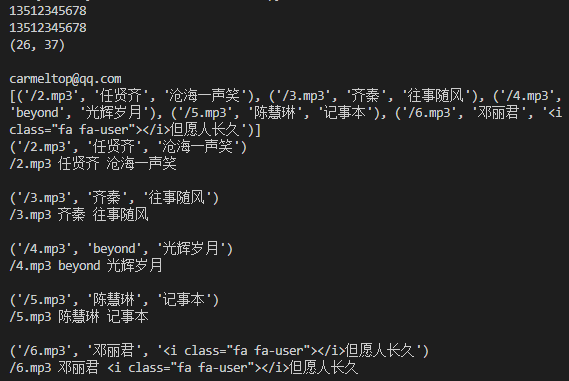 13512345678
13512345678
(26, 37)
carmeltop@qq.com
[('/2.mp3', '任贤齐', '沧海一声笑'), ('/3.mp3', '齐秦', '往事随风'), ('/4.mp3',
'beyond', '光辉岁月'), ('/5.mp3', '陈慧琳', '记事本'), ('/6.mp3', '邓丽君', '<i
class="fa fa-user"></i>但愿人长久')]
('/2.mp3', '任贤齐', '沧海一声笑')
/2.mp3 任贤齐 沧海一声笑
('/3.mp3', '齐秦', '往事随风')
/3.mp3 齐秦 往事随风
('/4.mp3', 'beyond', '光辉岁月')
/4.mp3 beyond 光辉岁月
('/5.mp3', '陈慧琳', '记事本')
/5.mp3 陈慧琳 记事本
('/6.mp3', '邓丽君', '<i class="fa fa-user"></i>但愿人长久')
/6.mp3 邓丽君 <i class="fa fa-user"></i>但愿人长久